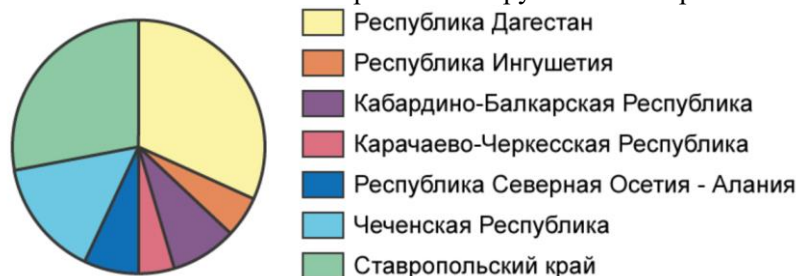 Республика Дагестан
Республика Ингушетия
Кабардино-Балкарская Республика
Карачаево-Черкесская Республика
Республика Северная Осетия - Алания
Чеченская Республика
Ставропольский край